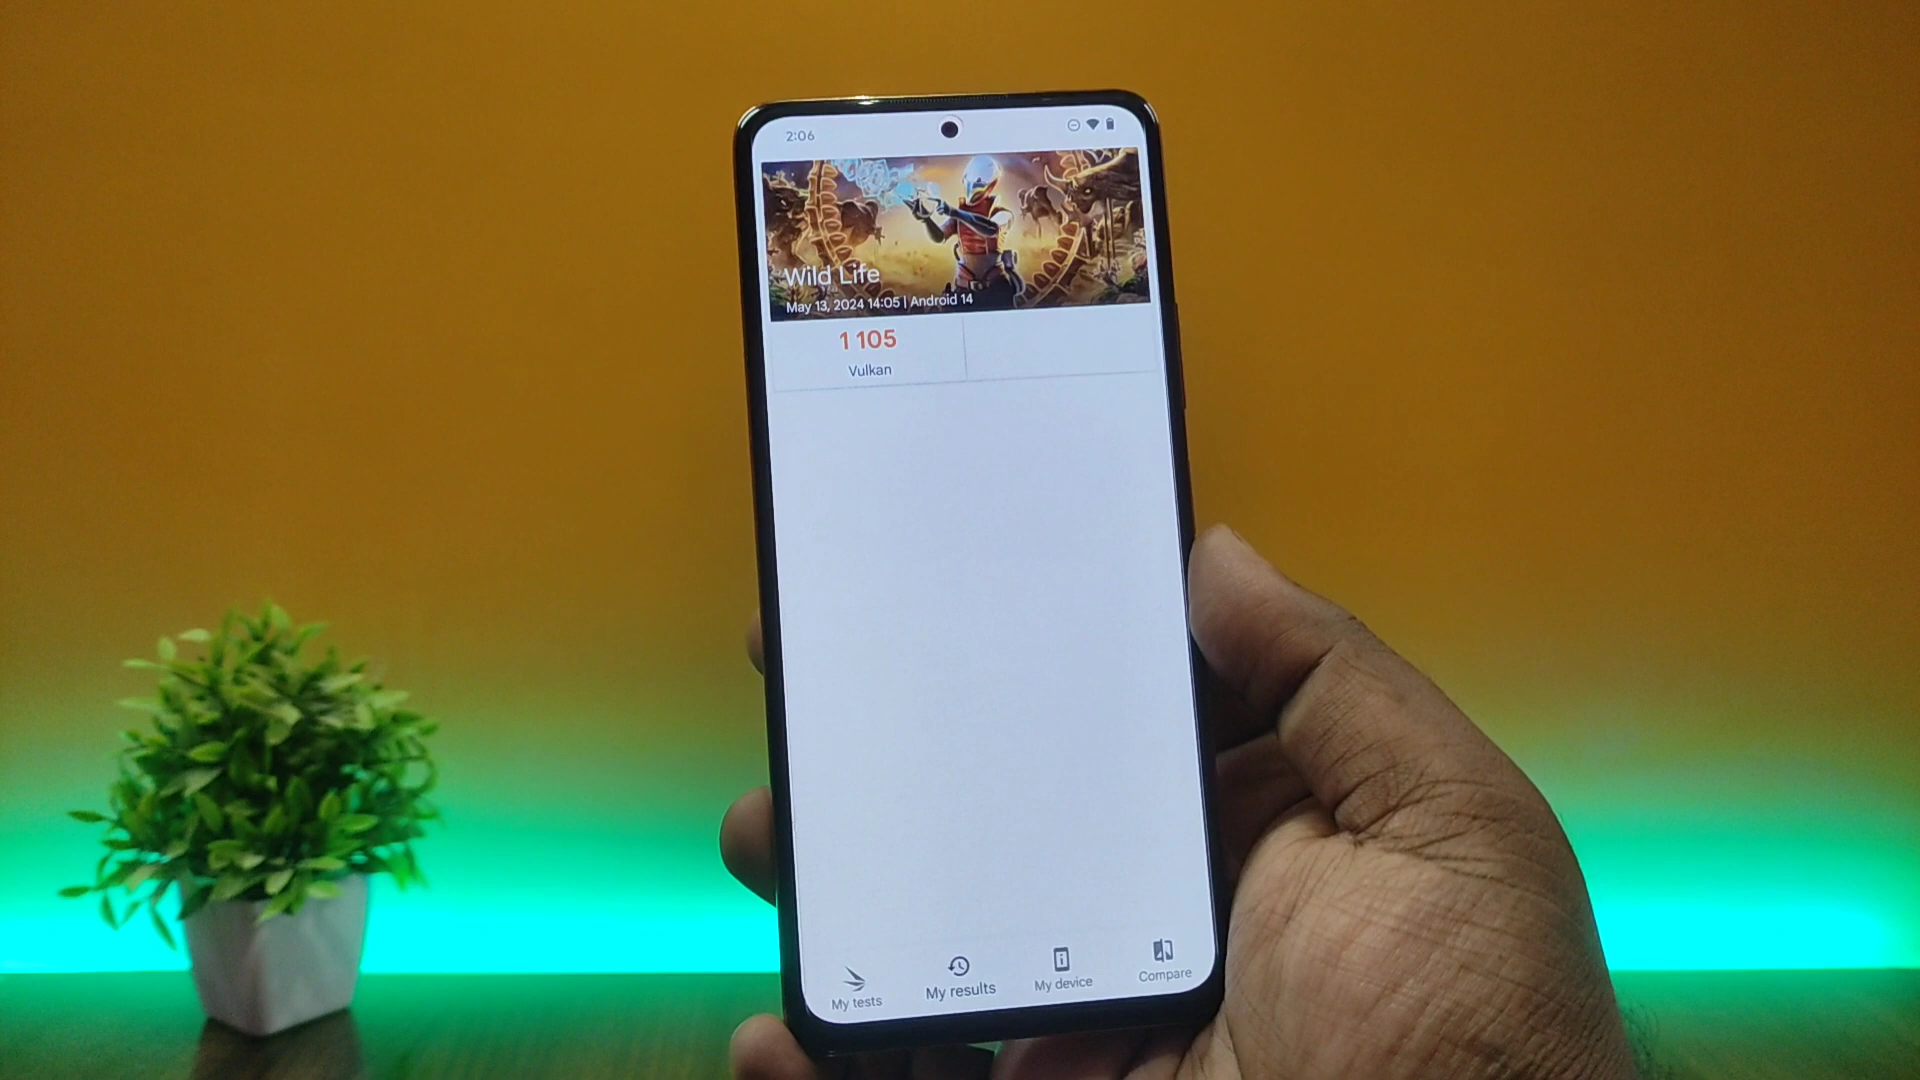 2:06
Wild Life
May 13, 2024 14:05 | Android 14
1 105
Vulkan
My tests
My results
My device
Compare